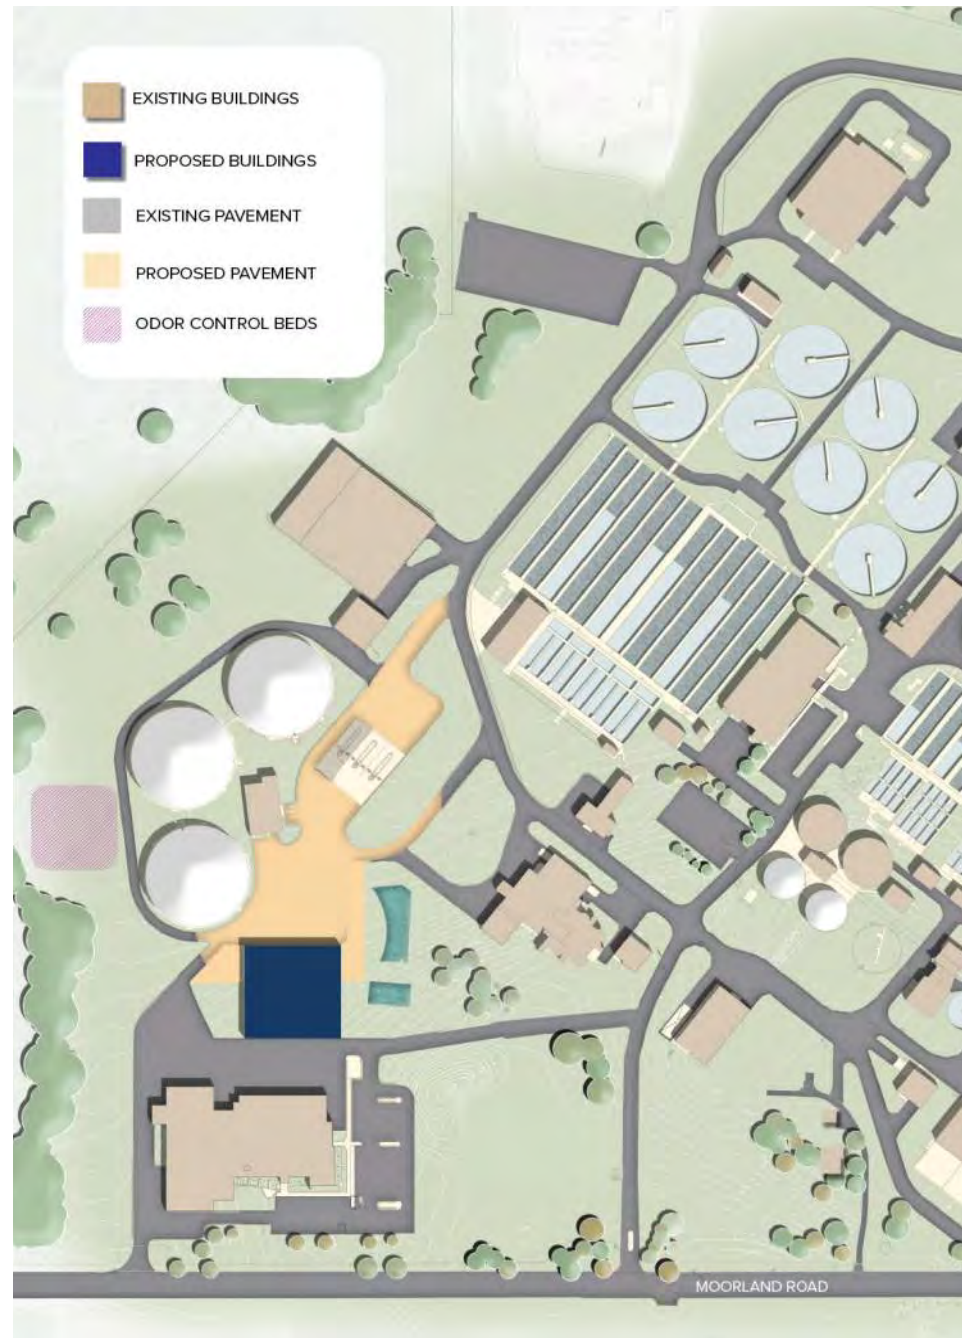 EXISTING BUILDINGS
PROPOSED BUILDINGS
EXISTING PAVEMENT
PROPOSED PAVEMENT
ODOR CONTROL BEDS
MOORLAND ROAD